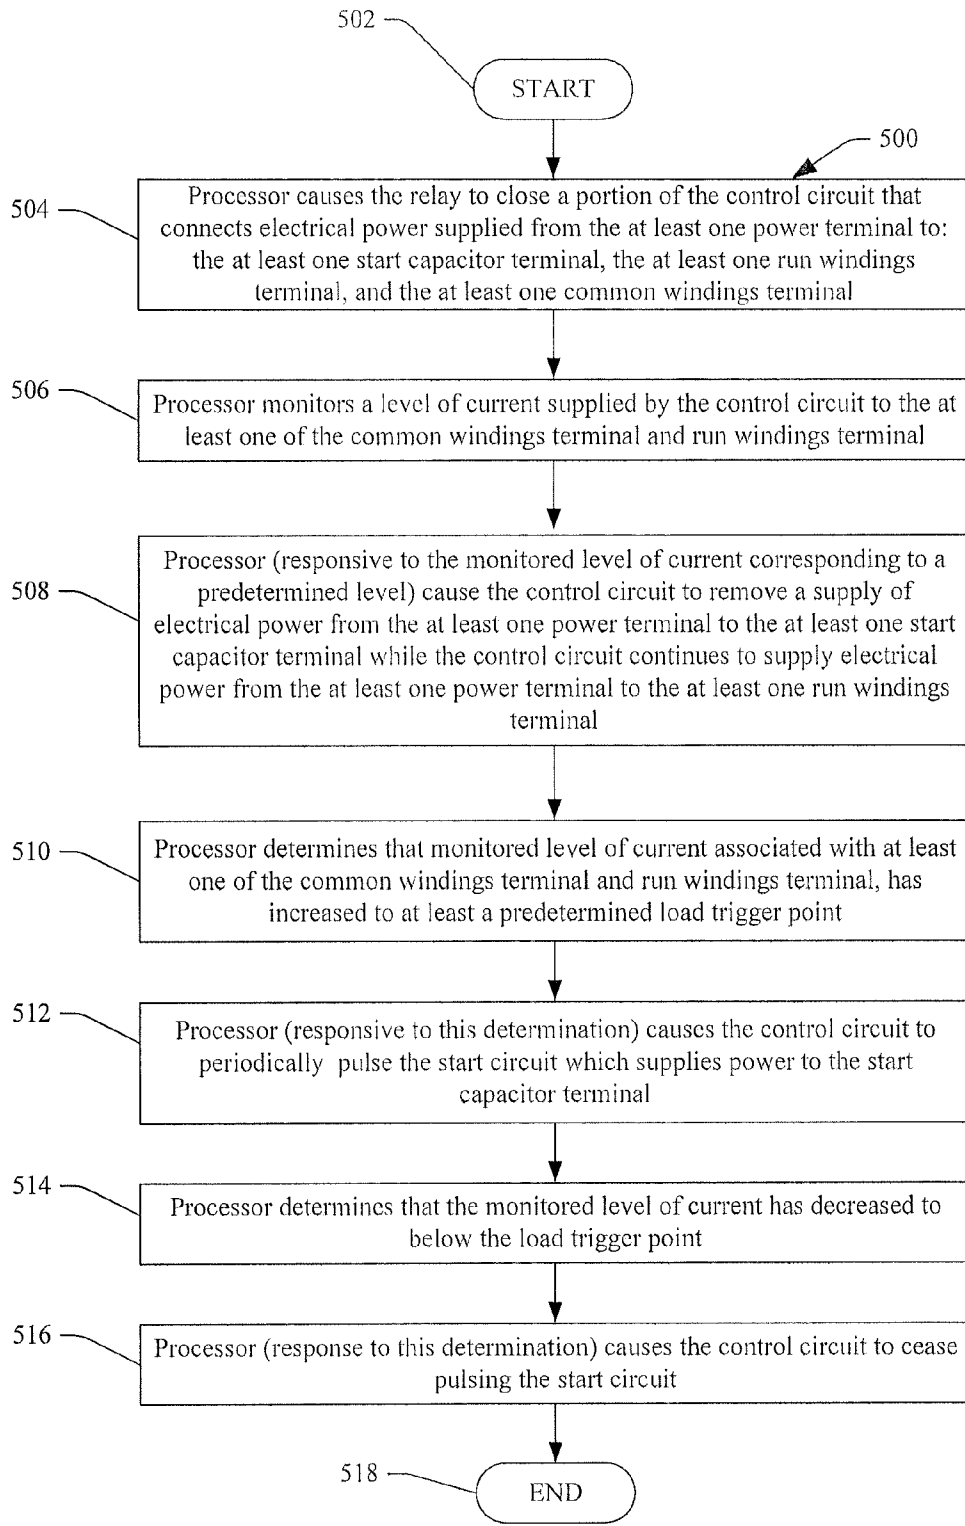 502
START
500
504
Processor causes the relay to close a portion of the control circuit that
connects electrical power supplied from the at least one power terminal to:
the at least one start capacitor terminal, the at least one run windings
terminal, and the at least one common windings terminal
506
Processor monitors a level of current supplied by the control circuit to the at
least one of the common windings terminal and run windings terminal
508
Processor (responsive to the monitored level of current corresponding to a
predetermined level) cause the control circuit to remove a supply of
electrical power from the at least one power terminal to the at least one start
capacitor terminal while the control circuit continues to supply electrical
power from the at least one power terminal to the at least one run windings
terminal
510
Processor determines that monitored level of current associated with at least
one of the common windings terminal and run windings terminal, has
increased to at least a predetermined load trigger point
512
Processor (responsive to this determination) causes the control circuit to
periodically pulse the start circuit which supplies power to the start
capacitor terminal
514
Processor determines that the monitored level of current has decreased to
below the load trigger point
516
Processor (response to this determination) causes the control circuit to cease
pulsing the start circuit
518
END